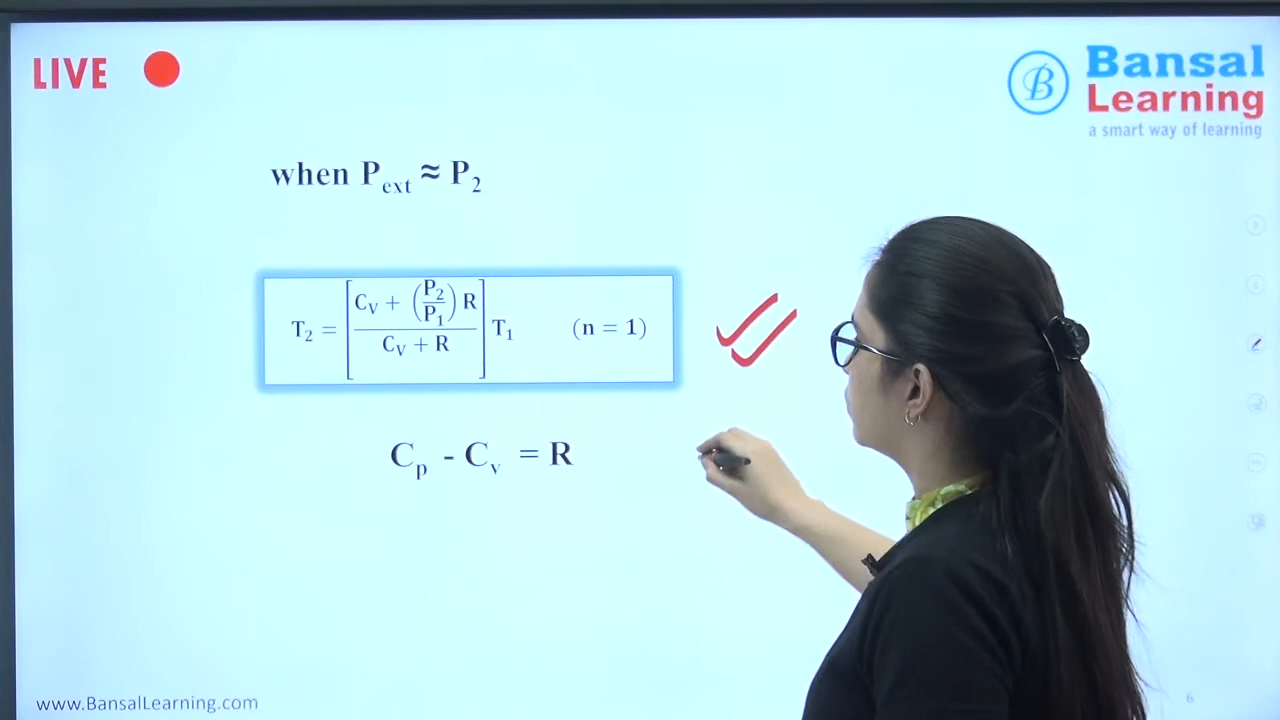 LIVE
Bansal
Learning
a smart way of learning
when P_ext ≈ P_2
T_2 = [(C_V + (P_2/P_1) R)/(C_V + R)] T_1 (n = 1)
C_p - C_v = R
www.BansalLearning.com
6